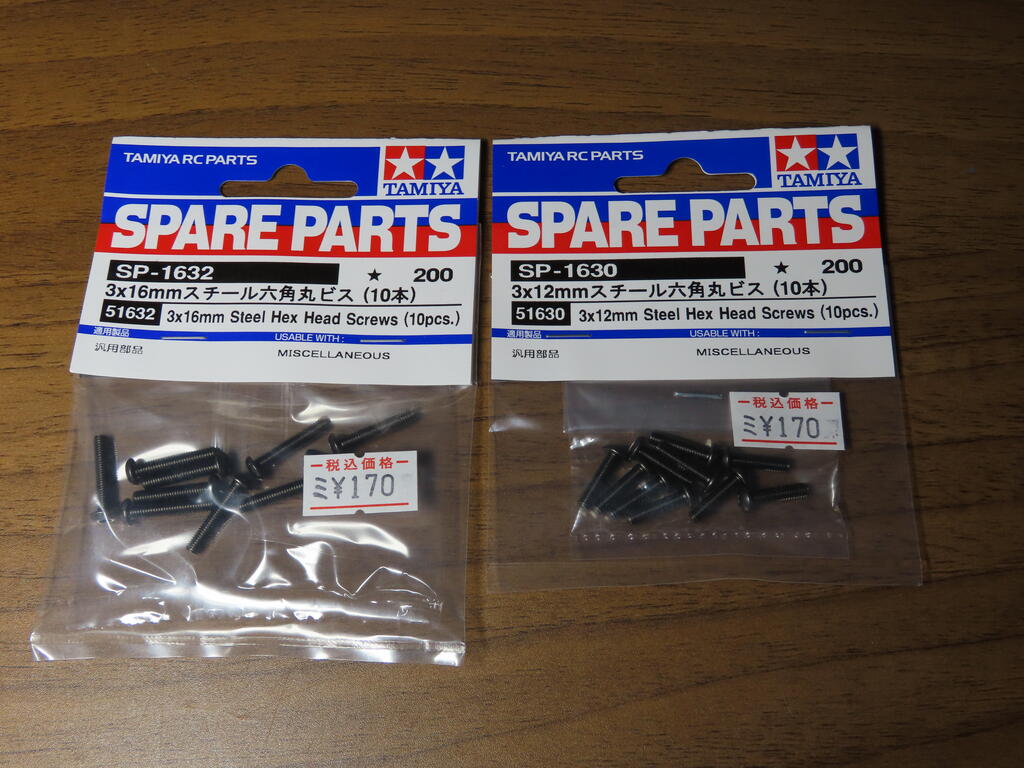 TAMIYA RC PARTS
TAMIYA
SPARE PARTS
SP-1632 ★ 200
3x16mmスチール六角丸ビス (10本)
51632 3x16mm Steel Hex Head Screws (10pcs.)
適用製品 USABLE WITH :
汎用部品 MISCELLANEOUS
税込価格
ミ¥170
TAMIYA RC PARTS
TAMIYA
SPARE PARTS
SP-1630 ★ 200
3x12mmスチール六角丸ビス (10本)
51630 3x12mm Steel Hex Head Screws (10pcs.)
適用製品 USABLE WITH :
汎用部品 MISCELLANEOUS
税込価格
ミ¥170